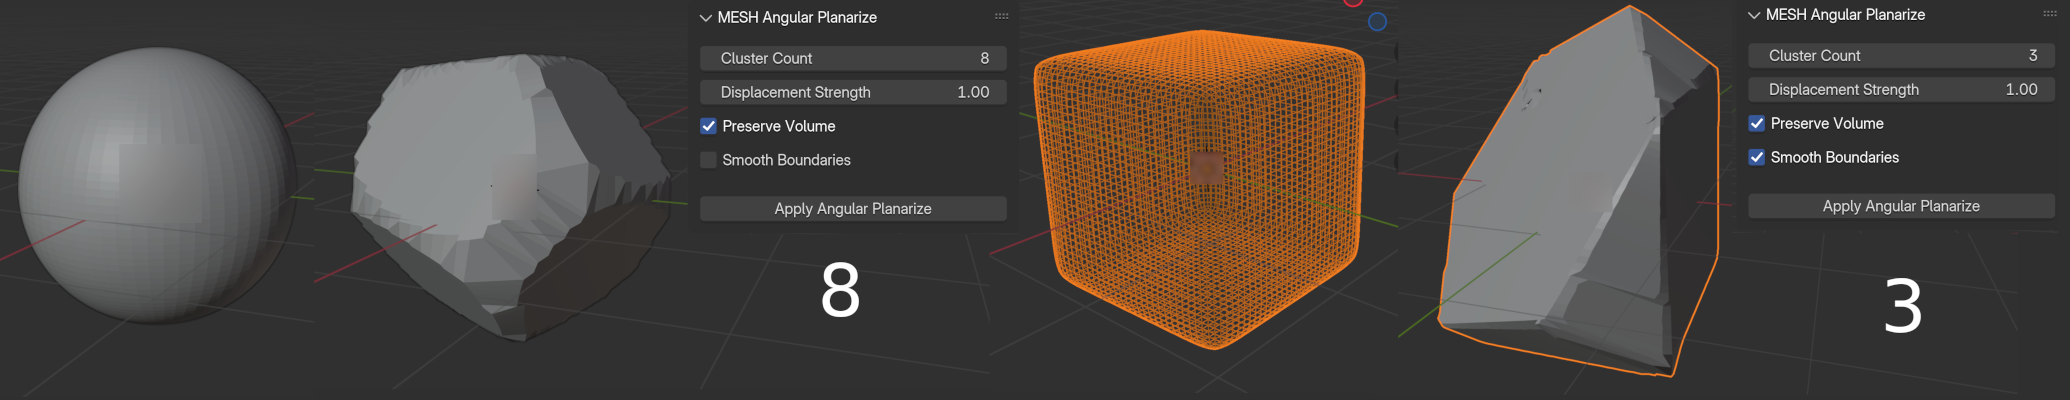 MESH Angular Planarize
Cluster Count 8
Displacement Strength 1.00
Preserve Volume
Smooth Boundaries
Apply Angular Planarize
8
MESH Angular Planarize
Cluster Count 3
Displacement Strength 1.00
Preserve Volume
Smooth Boundaries
Apply Angular Planarize
3